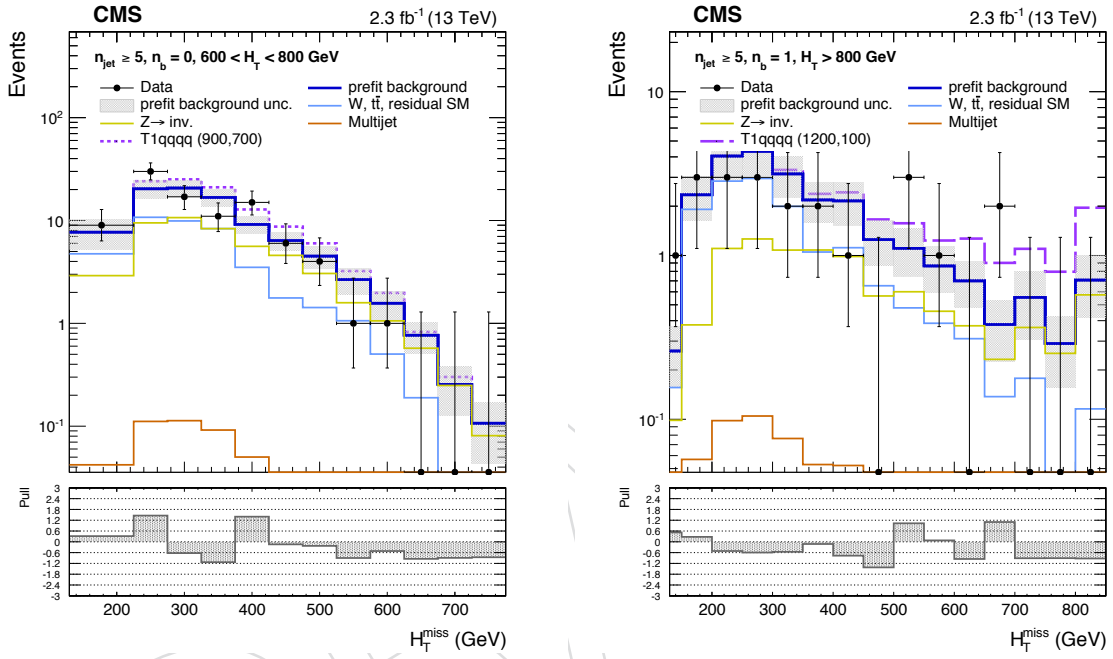 CMS 2.3 fb⁻¹ (13 TeV)
n_jet ≥ 5, n_b = 0, 600 < H_T < 800 GeV
Data prefit background
prefit background unc. W, tt̄, residual SM
Z→ inv. Multijet
T1qqqq (900,700)
Events
10²
10
1
10⁻¹
Pull
3
2.4
1.8
1.2
0.6
0
-0.6
-1.2
-1.8
-2.4
-3
200 300 400 500 600 700
H_T^miss (GeV)
CMS 2.3 fb⁻¹ (13 TeV)
n_jet ≥ 5, n_b = 1, H_T > 800 GeV
Data prefit background
prefit background unc. W, tt̄, residual SM
Z→ inv. Multijet
T1qqqq (1200,100)
Events
10
1
10⁻¹
Pull
3
2.4
1.8
1.2
0.6
0
-0.6
-1.2
-1.8
-2.4
-3
200 300 400 500 600 700 800
H_T^miss (GeV)